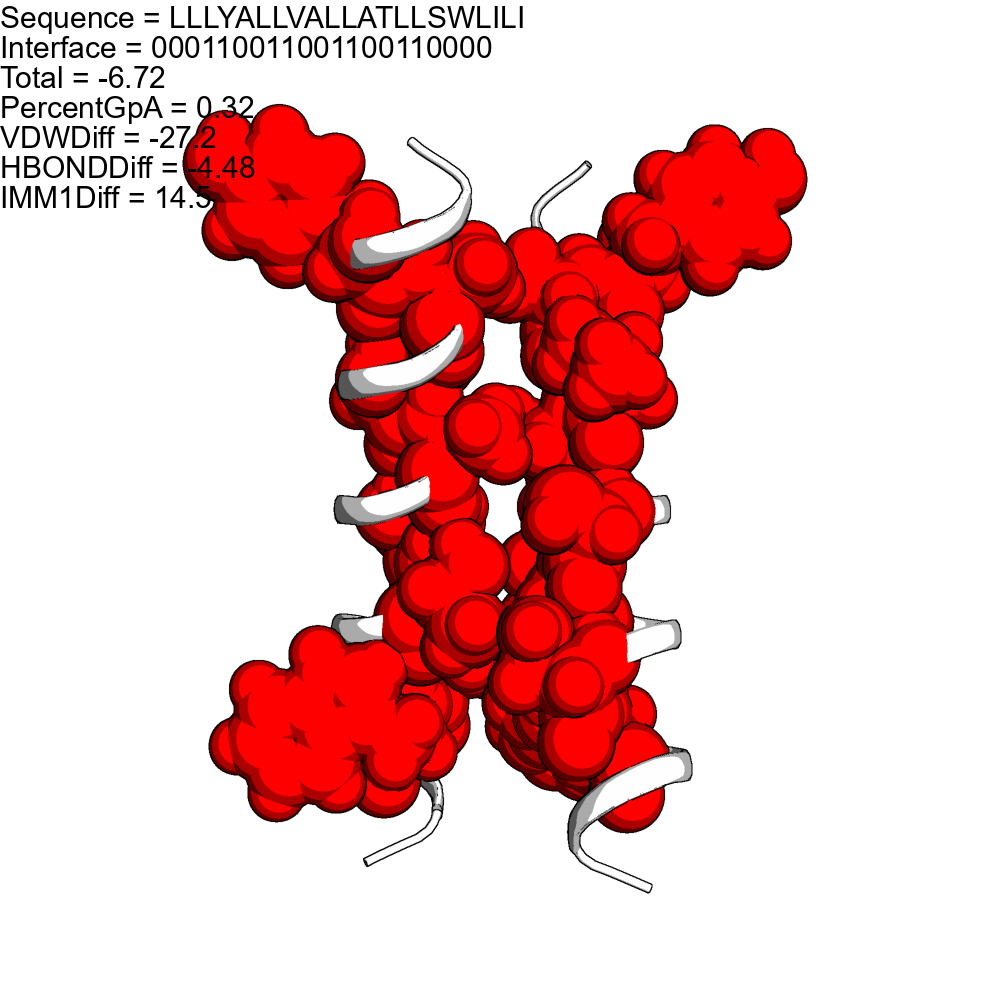 Sequence = LLLYALLVALLATLLSWLILI
Interface = 000110011001100110000
Total = -6.72
PercentGpA = 0.32
VDWDiff = -27.2
HBONDDiff = -4.48
IMM1Diff = 14.5